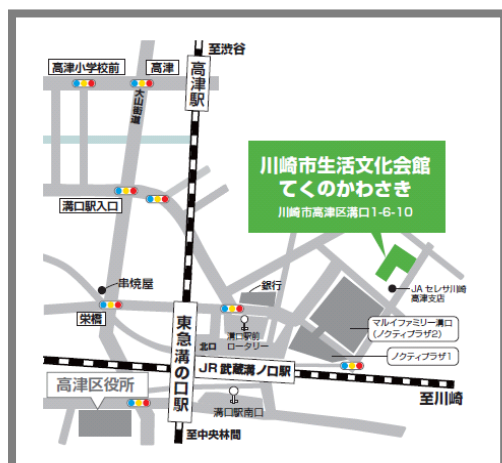 至渋谷
高津小学校前
高津
高津駅
大山街道
川崎市生活文化会館
てくのかわさき
川崎市高津区溝口1-6-10
溝口駅入口
串焼屋
銀行
JA セレサ川崎
高津支店
栄橋
溝口駅前
ロータリー
マルイファミリー溝口
(ノクティプラザ2)
東急溝の口駅
北口
ノクティプラザ1
JR 武蔵溝ノ口駅
高津区役所
至川崎
溝口駅南口
至中央林間